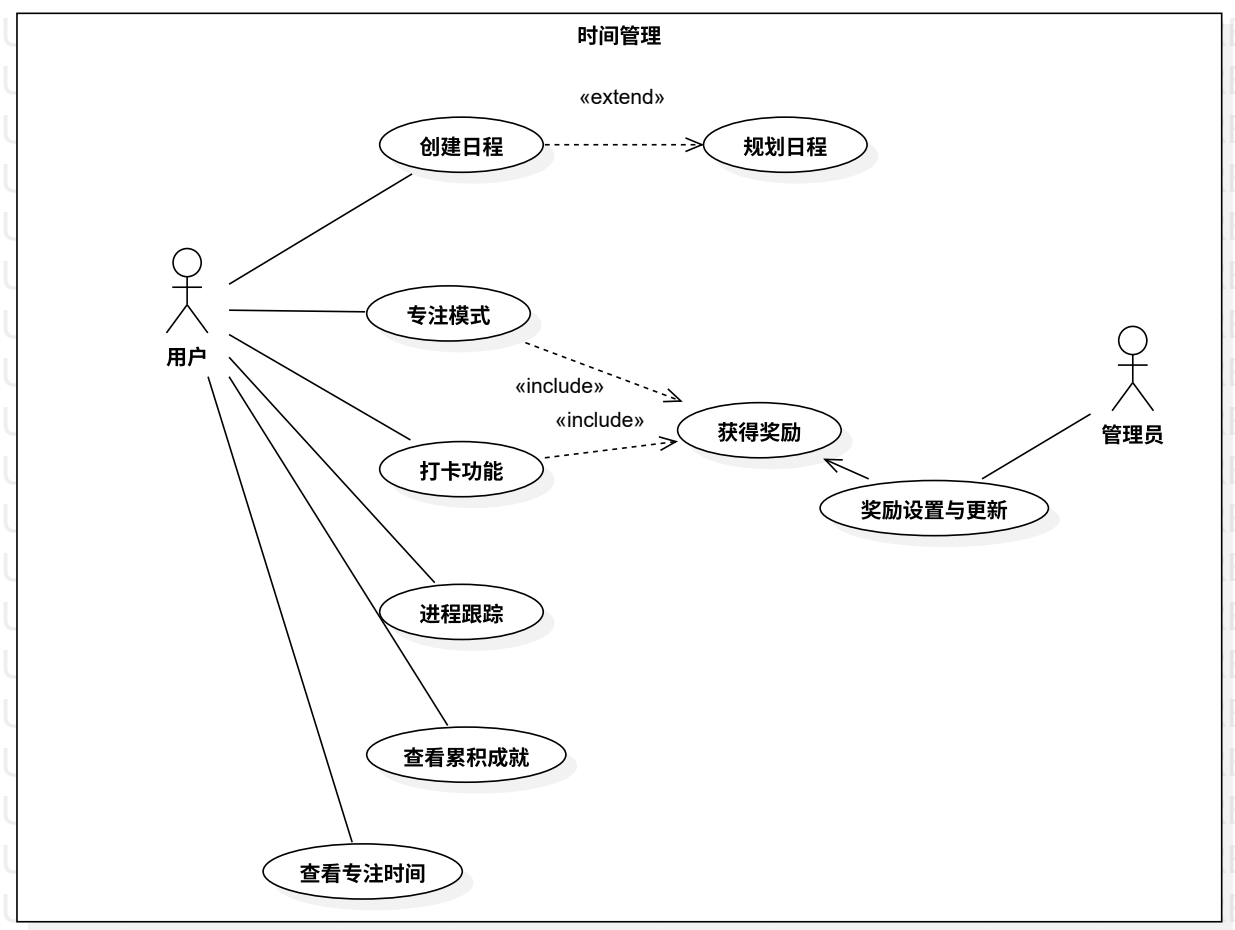 时间管理
«extend»
创建日程
规划日程
专注模式
用户
«include»
«include»
获得奖励
管理员
打卡功能
奖励设置与更新
进程跟踪
查看累积成就
查看专注时间